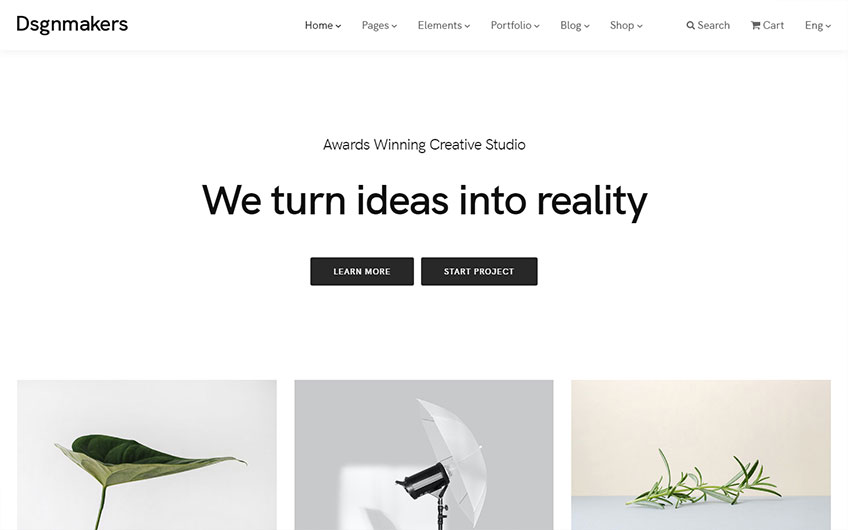 Dsgnmakers
Home Pages Elements Portfolio Blog Shop Search Cart Eng
Awards Winning Creative Studio
We turn ideas into reality
LEARN MORE START PROJECT